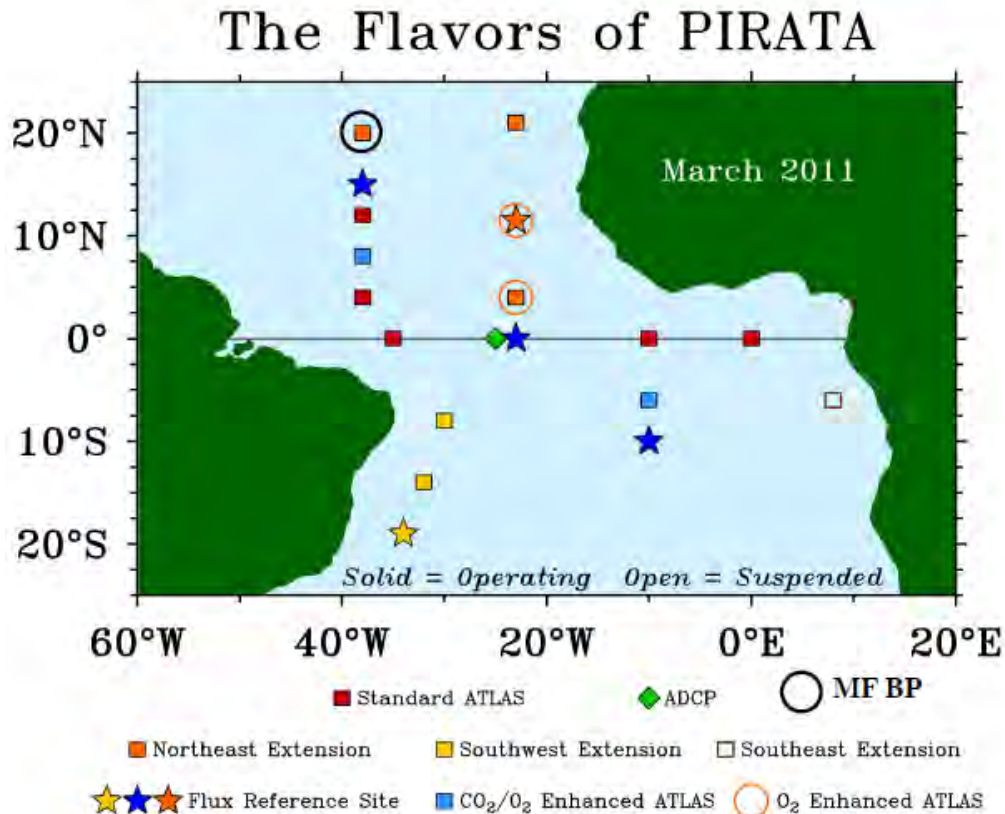 The Flavors of PIRATA
20°N
10°N
0°
10°S
20°S
March 2011
Solid = Operating Open = Suspended
60°W 40°W 20°W 0°E 20°E
Standard ATLAS ADCP MF BP
Northeast Extension Southwest Extension Southeast Extension
Flux Reference Site CO₂/O₂ Enhanced ATLAS O₂ Enhanced ATLAS